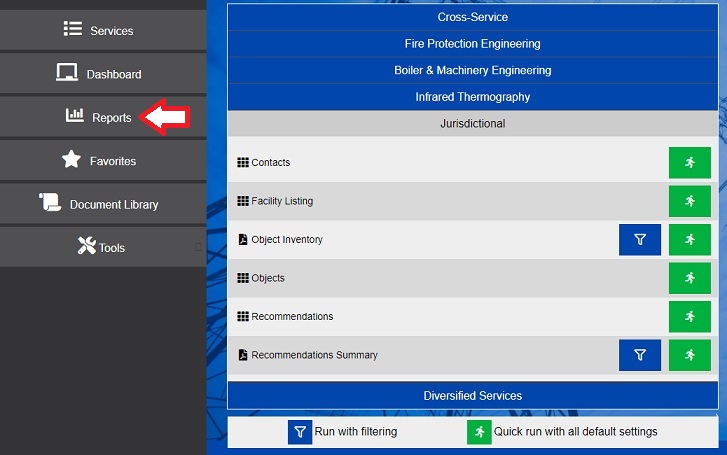 Services
Dashboard
Reports
Favorites
Document Library
Tools
Cross-Service
Fire Protection Engineering
Boiler & Machinery Engineering
Infrared Thermography
Jurisdictional
Contacts
Facility Listing
Object Inventory
Objects
Recommendations
Recommendations Summary
Diversified Services
Run with filtering
Quick run with all default settings